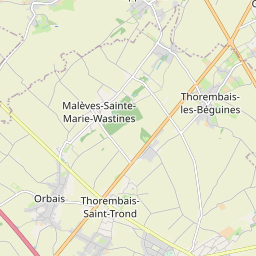 Malèves-Sainte-
Marie-Wastines
Thorembais-
les-Béguines
Orbais
Thorembais-
Saint-Trond